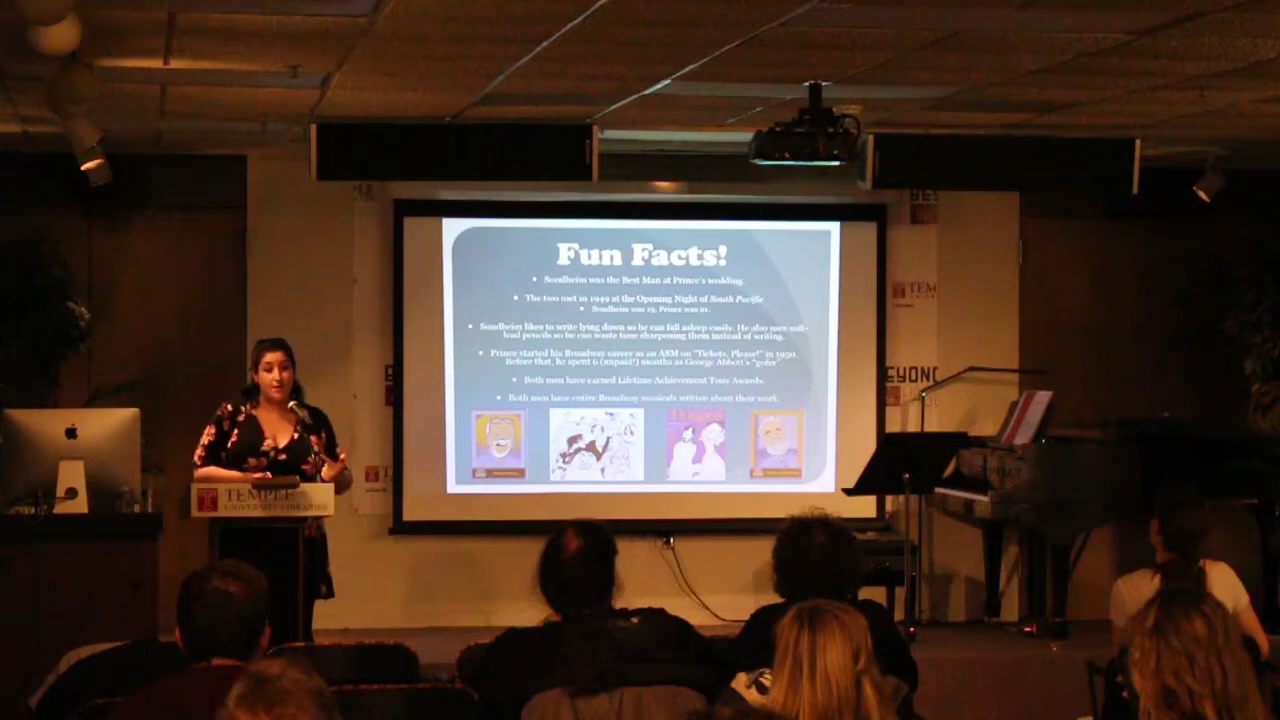 Fun Facts!
• Sondheim was the Best Man at Prince's wedding.
• The two met in 1949 at the Opening Night of South Pacific
• Sondheim was 19, Prince was 21.
• Sondheim likes to write lying down so he can fall asleep easily. He also uses soft-
lead pencils so he can waste time sharpening them instead of writing.
• Prince started his Broadway career as an ASM on "Tickets, Please!" in 1950.
Before that, he spent 6 (unpaid!) months as George Abbott's "gofer".
• Both men have earned Lifetime Achievement Tony Awards.
• Both men have entire Broadway musicals written about their work.
TEMPLE
UNIVERSITY LIBRARIES
TEM
EYOND